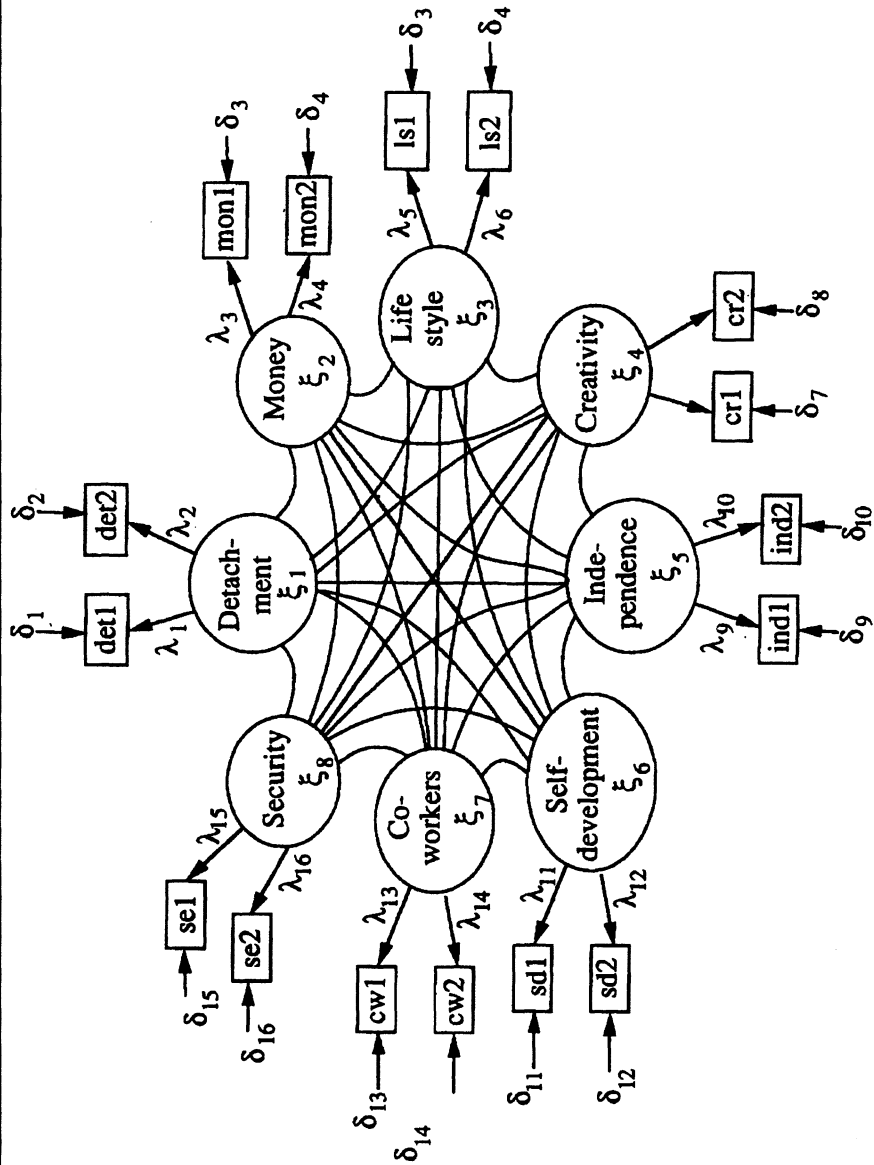 δ₁
δ₂
det1
det2
λ₁
λ₂
Detach-
ment
ξ₁
δ₃
δ₄
mon1
mon2
λ₃
λ₄
Money
ξ₂
δ₃
δ₄
ls1
ls2
λ₅
λ₆
Life
style
ξ₃
Creativity
ξ₄
cr1
cr2
δ₇
δ₈
Inde-
pendence
ξ₅
λ₉
λ₁₀
ind1
ind2
δ₉
δ₁₀
Self-
development
ξ₆
λ₁₁
λ₁₂
sd1
sd2
δ₁₁
δ₁₂
Co-
workers
ξ₇
λ₁₃
λ₁₄
cw1
cw2
δ₁₃
δ₁₄
Security
ξ₈
λ₁₅
λ₁₆
se1
se2
δ₁₅
δ₁₆